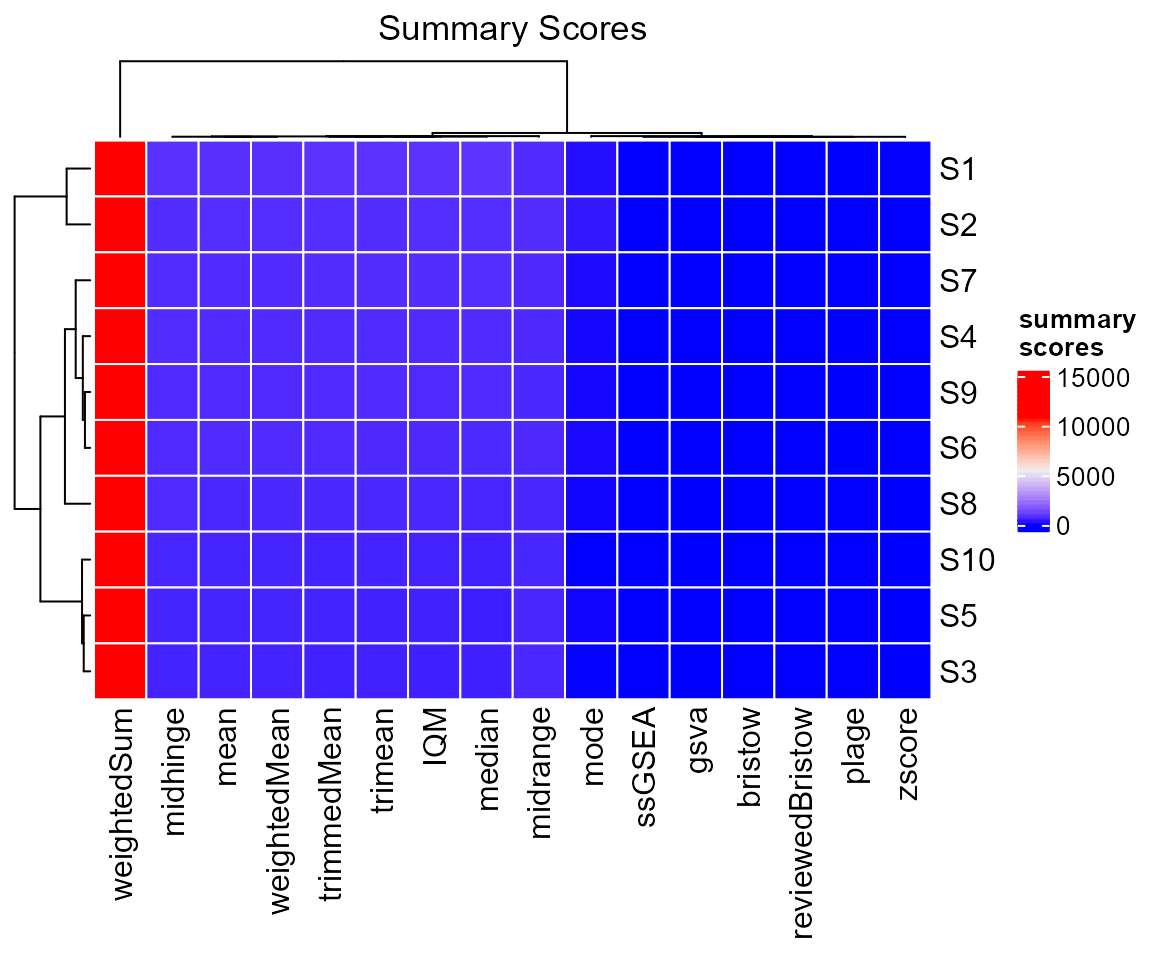 Summary Scores
S1
S2
S7
S4
S9
S6
S8
S10
S5
S3
summary
scores
15000
10000
5000
0
weightedSum
midhinge
mean
weightedMean
trimmedMean
trimean
IQM
median
midrange
mode
ssGSEA
gsva
bristow
reviewedBristow
plage
zscore